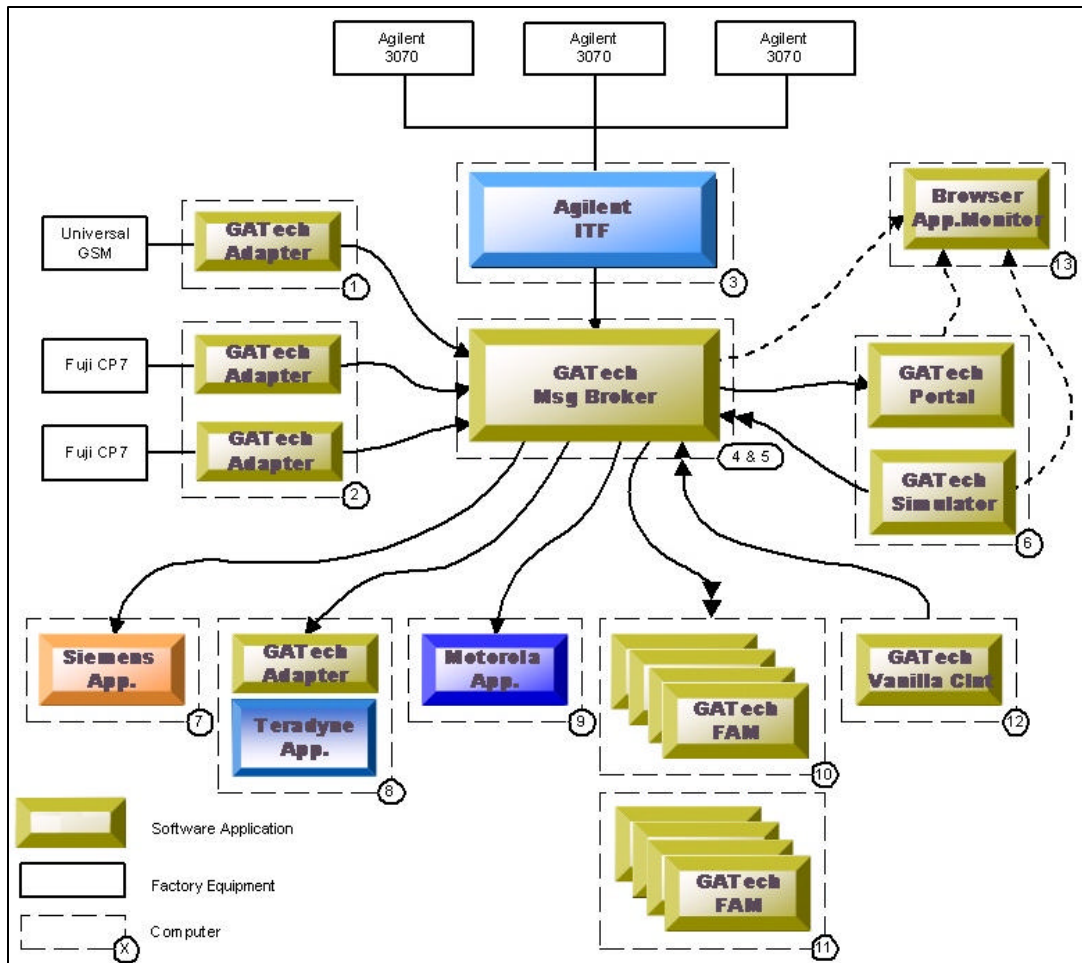 Agilent
3070
Agilent
3070
Agilent
3070
Agilent
ITF
3
Browser
App.Monitor
13
Universal
GSM
GATech
Adapter
1
Fuji CP7
GATech
Adapter
Fuji CP7
GATech
Adapter
2
GATech
Msg Broker
4 & 5
GATech
Portal
GATech
Simulator
6
Siemens
App.
7
GATech
Adapter
Teradyne
App.
8
Motorola
App.
9
GATech
FAM
10
GATech
Vanilla Clnt
12
GATech
FAM
11
Software Application
Factory Equipment
Computer
X